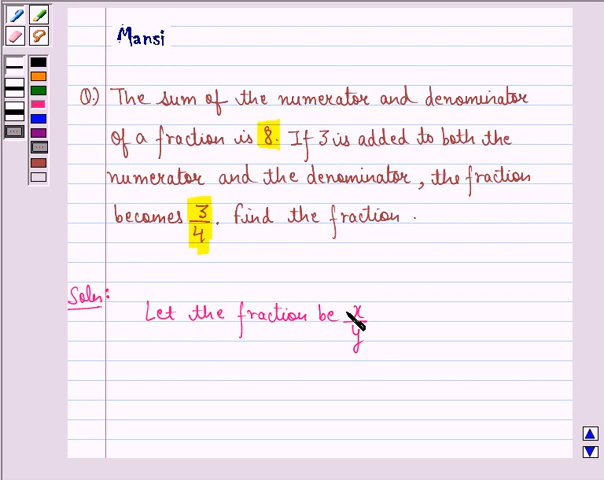 Mansi
Q.) The sum of the numerator and denominator
of a fraction is 8. If 3 is added to both the
numerator and the denominator, the fraction
becomes 3/4. Find the fraction.
Soln:
Let the fraction be x/y